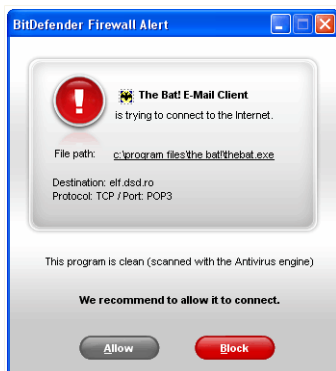 BitDefender Firewall Alert
The Bat! E-Mail Client
is trying to connect to the Internet.
File path: c:\program files\the bat!\thebat.exe
Destination: elf.dsd.ro
Protocol: TCP / Port: POP3
This program is clean (scanned with the Antivirus engine)
We recommend to allow it to connect.
Allow Block